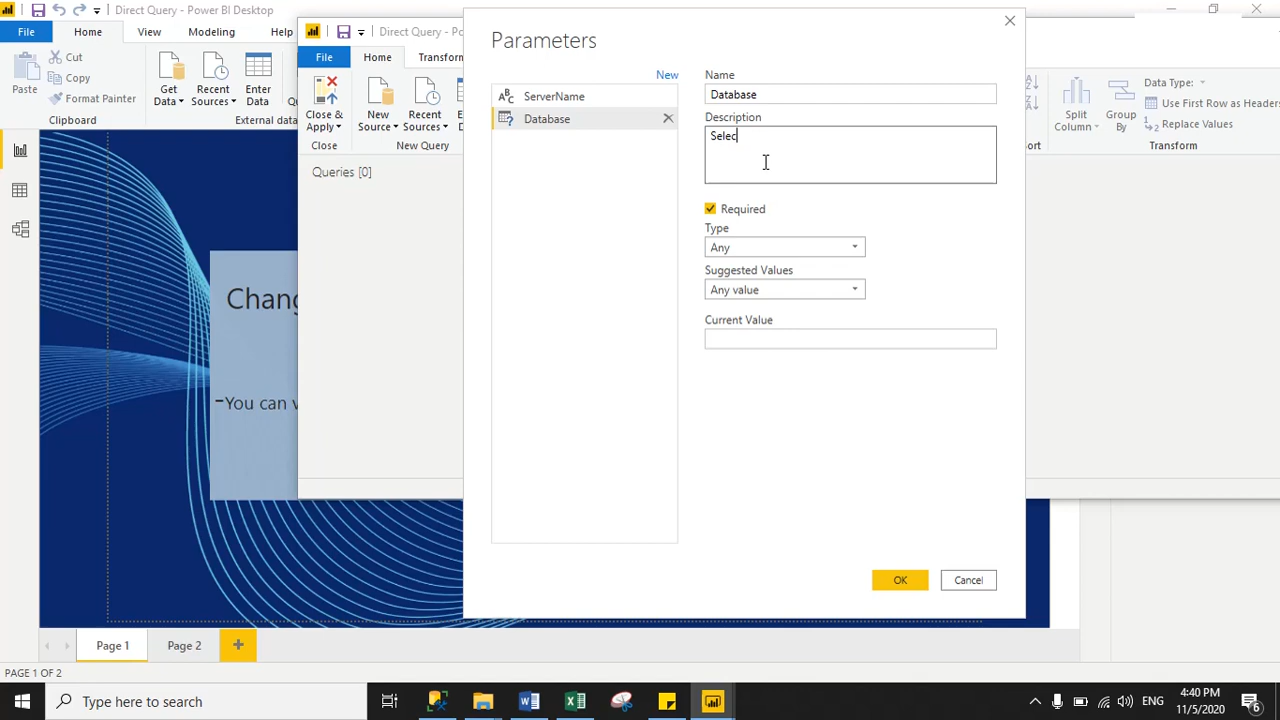 Direct Query - Power BI Desktop
File
Home
View
Modeling
Help
Paste
Cut
Copy
Format Painter
Clipboard
Get
Data
Recent
Sources
Enter
Data
External data
Direct Query - Po
File
Home
Transform
Close &
Apply
Close
New
Source
Recent
Sources
New Query
Queries [0]
Parameters
New
ServerName
Database
Name
Database
Description
Selec
Required
Type
Any
Suggested Values
Any value
Current Value
OK
Cancel
Split
Column
Group
By
Data Type:
Use First Row as Headers
Replace Values
Transform
-You can
Page 1
Page 2
PAGE 1 OF 2
Type here to search
4:40 PM
11/5/2020
6